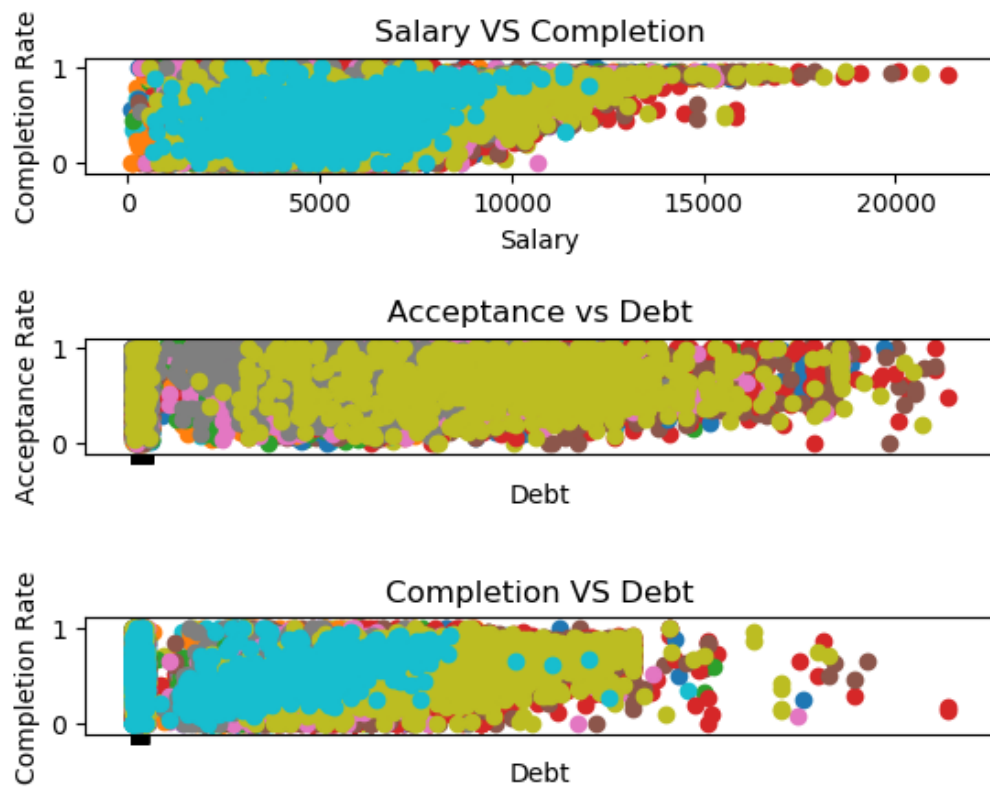 Salary VS Completion
Completion Rate
1
0
0 5000 10000 15000 20000
Salary
Acceptance vs Debt
Acceptance Rate
1
0
Debt
Completion VS Debt
Completion Rate
1
0
Debt